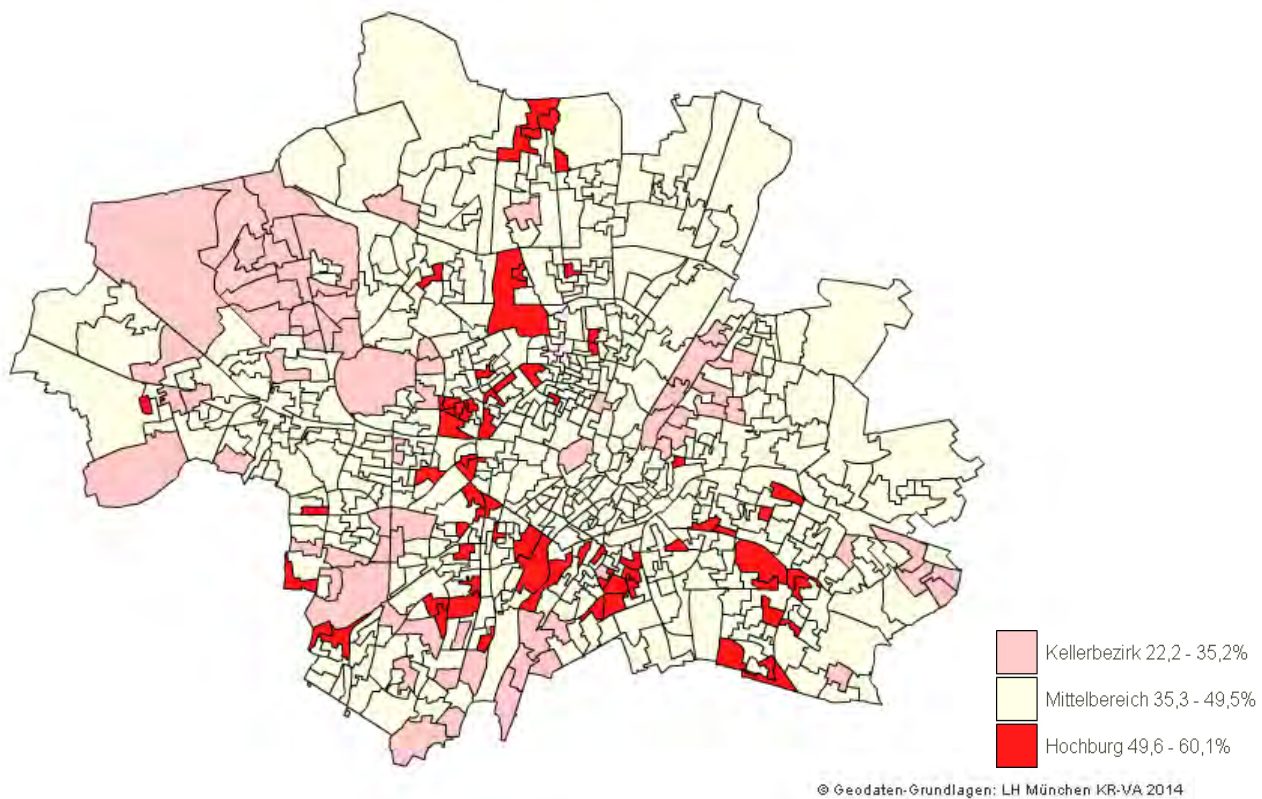 Kellerbezirk 22,2 - 35,2%
Mittelbereich 35,3 - 49,5%
Hochburg 49,6 - 60,1%
© Geodaten-Grundlagen: LH München KR-VA 2014